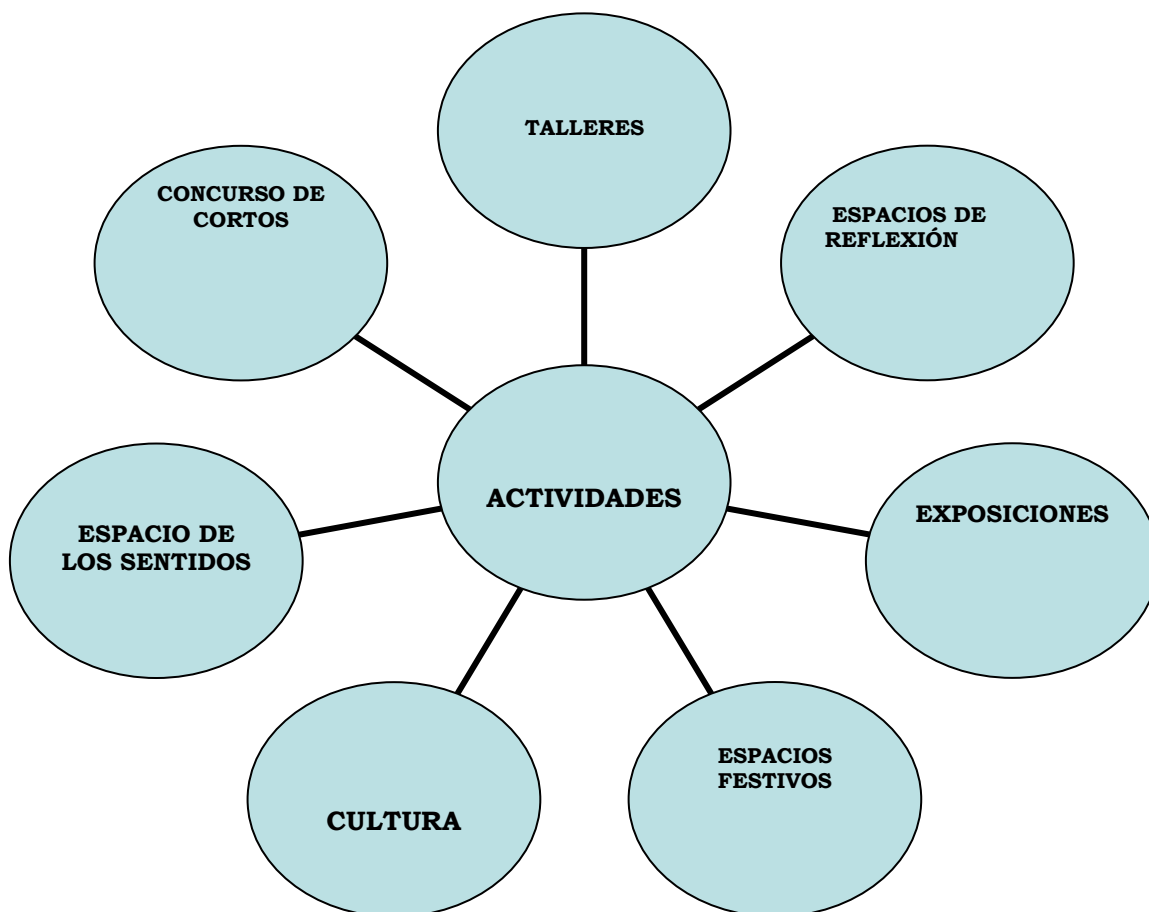 TALLERES
CONCURSO DE
CORTOS
ESPACIOS DE
REFLEXIÓN
ACTIVIDADES
EXPOSICIONES
ESPACIO DE
LOS SENTIDOS
ESPACIOS
FESTIVOS
CULTURA